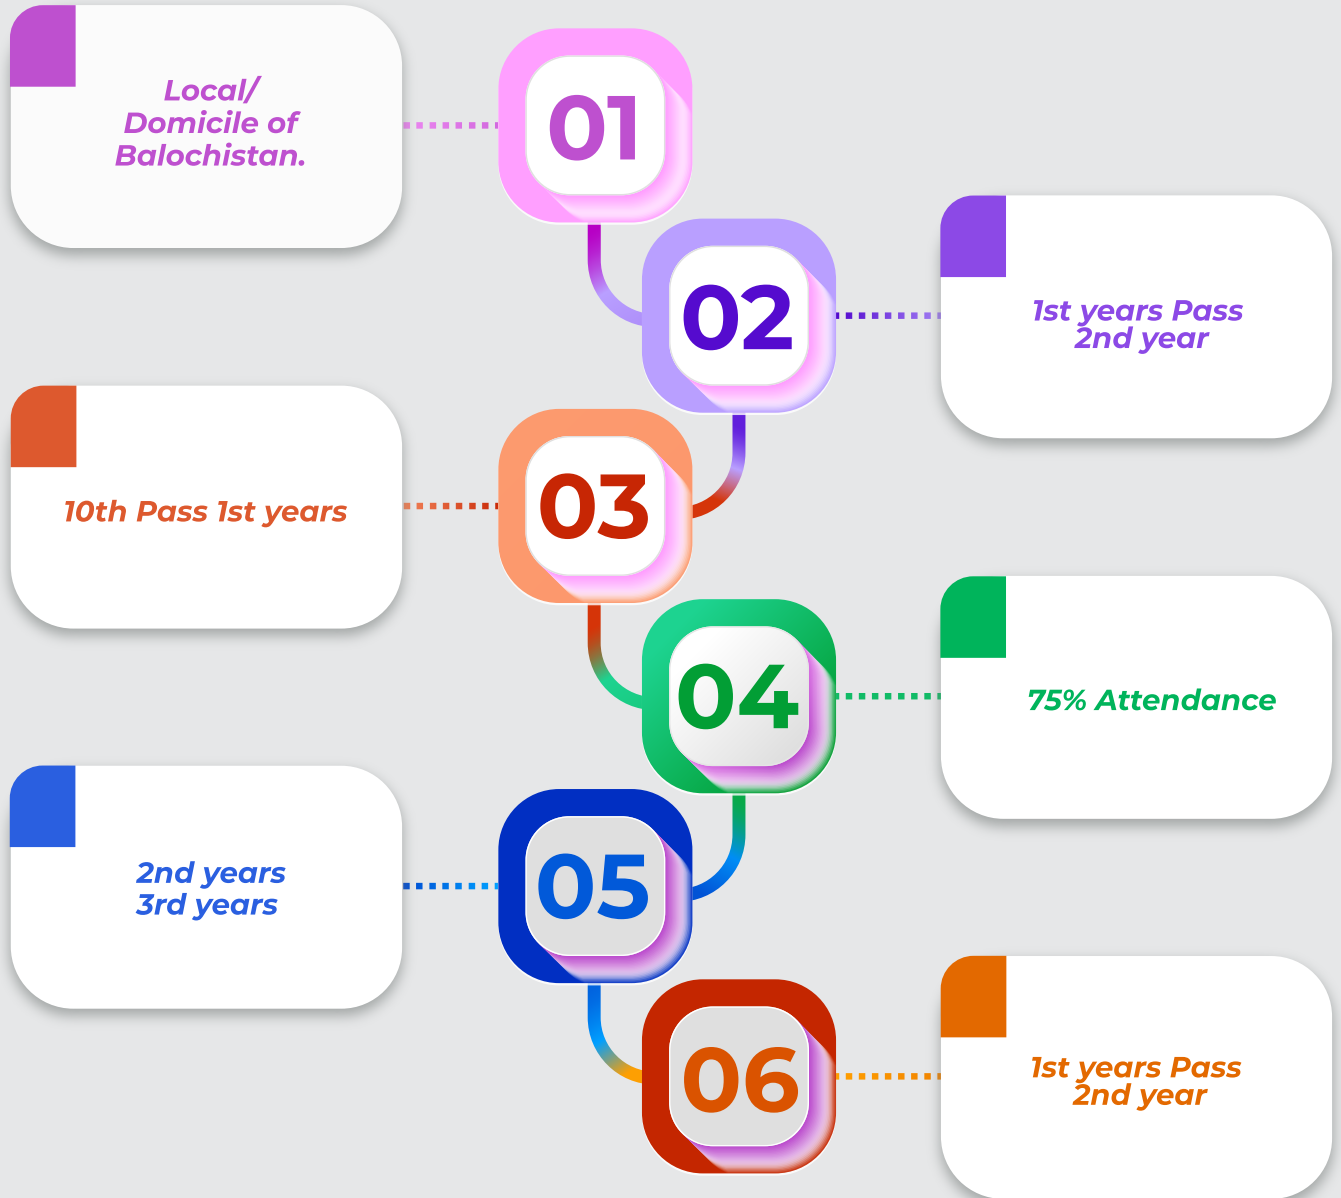 Local/
Domicile of
Balochistan.
01
02
1st years Pass
2nd year
10th Pass 1st years
03
04
75% Attendance
2nd years
3rd years
05
06
1st years Pass
2nd year